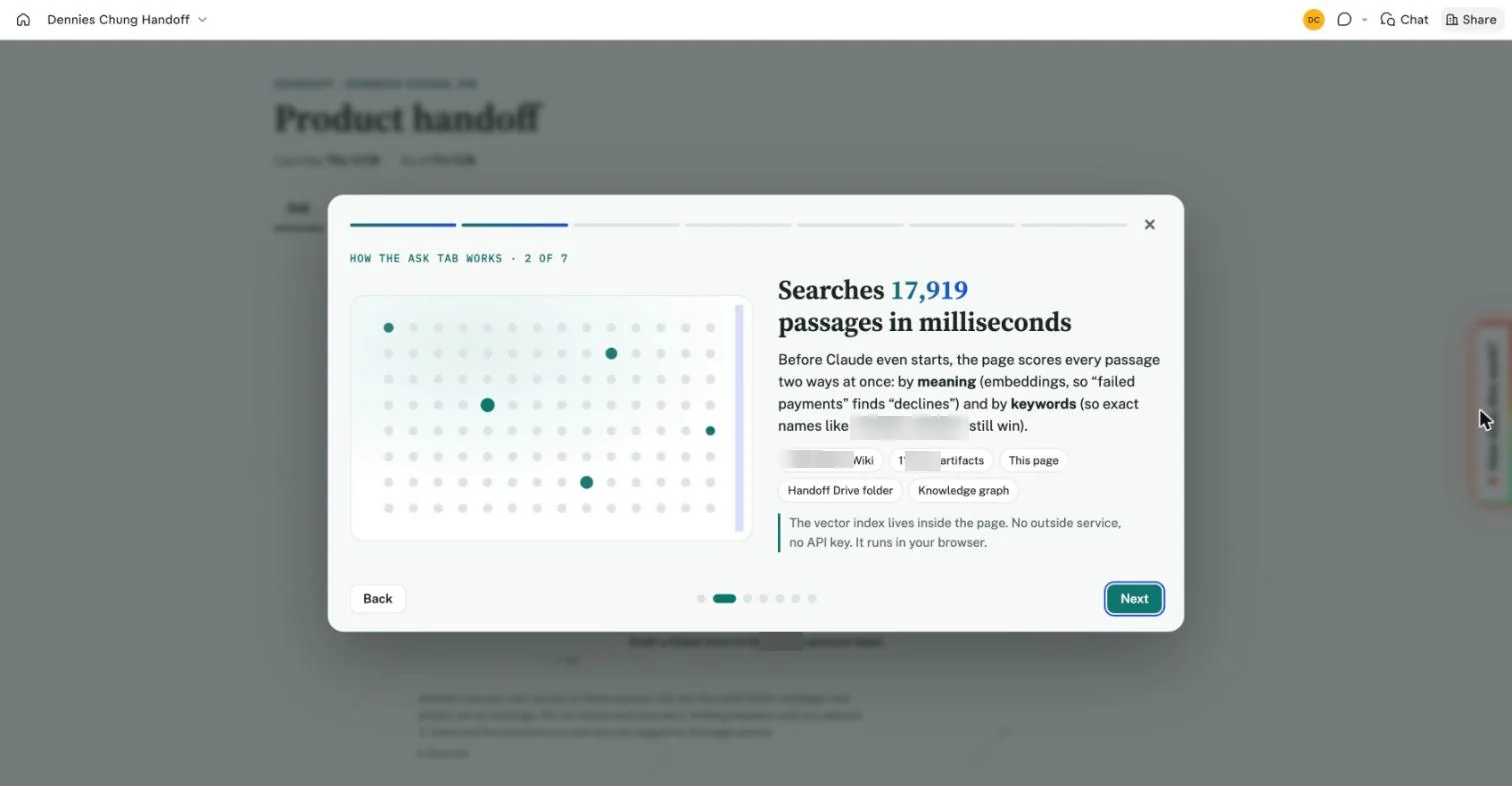 Dennies Chung Handoff
DC
Chat
Share
Product handoff
HOW THE ASK TAB WORKS · 2 OF 7
Searches 17,919
passages in milliseconds
Before Claude even starts, the page scores every passage
two ways at once: by meaning (embeddings, so “failed
payments” finds “declines”) and by keywords (so exact
names like still win).
Wiki
artifacts
This page
Handoff Drive folder
Knowledge graph
The vector index lives inside the page. No outside service,
no API key. It runs in your browser.
Back
Next